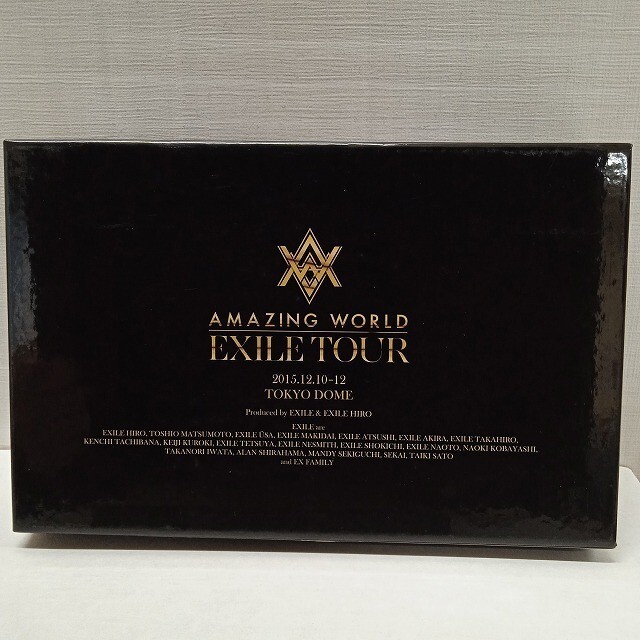 AMAZING WORLD
EXILE TOUR
2015.12.10-12
TOKYO DOME
Produced by EXILE & EXILE HIRO
EXILE are
EXILE HIRO, TOSHIO MATSUMOTO, EXILE ÜSA, EXILE MAKIDAI, EXILE ATSUSHI, EXILE AKIRA, EXILE TAKAHIRO,
KENCHI TACHIBANA, KEIJI KUROKI, EXILE TETSUYA, EXILE NESMITH, EXILE SHOKICHI, EXILE NAOTO, NAOKI KOBAYASHI,
TAKANORI IWATA, ALAN SHIRAHAMA, MANDY SEKIGUCHI, SEKAI, TAIKI SATO
and EX FAMILY